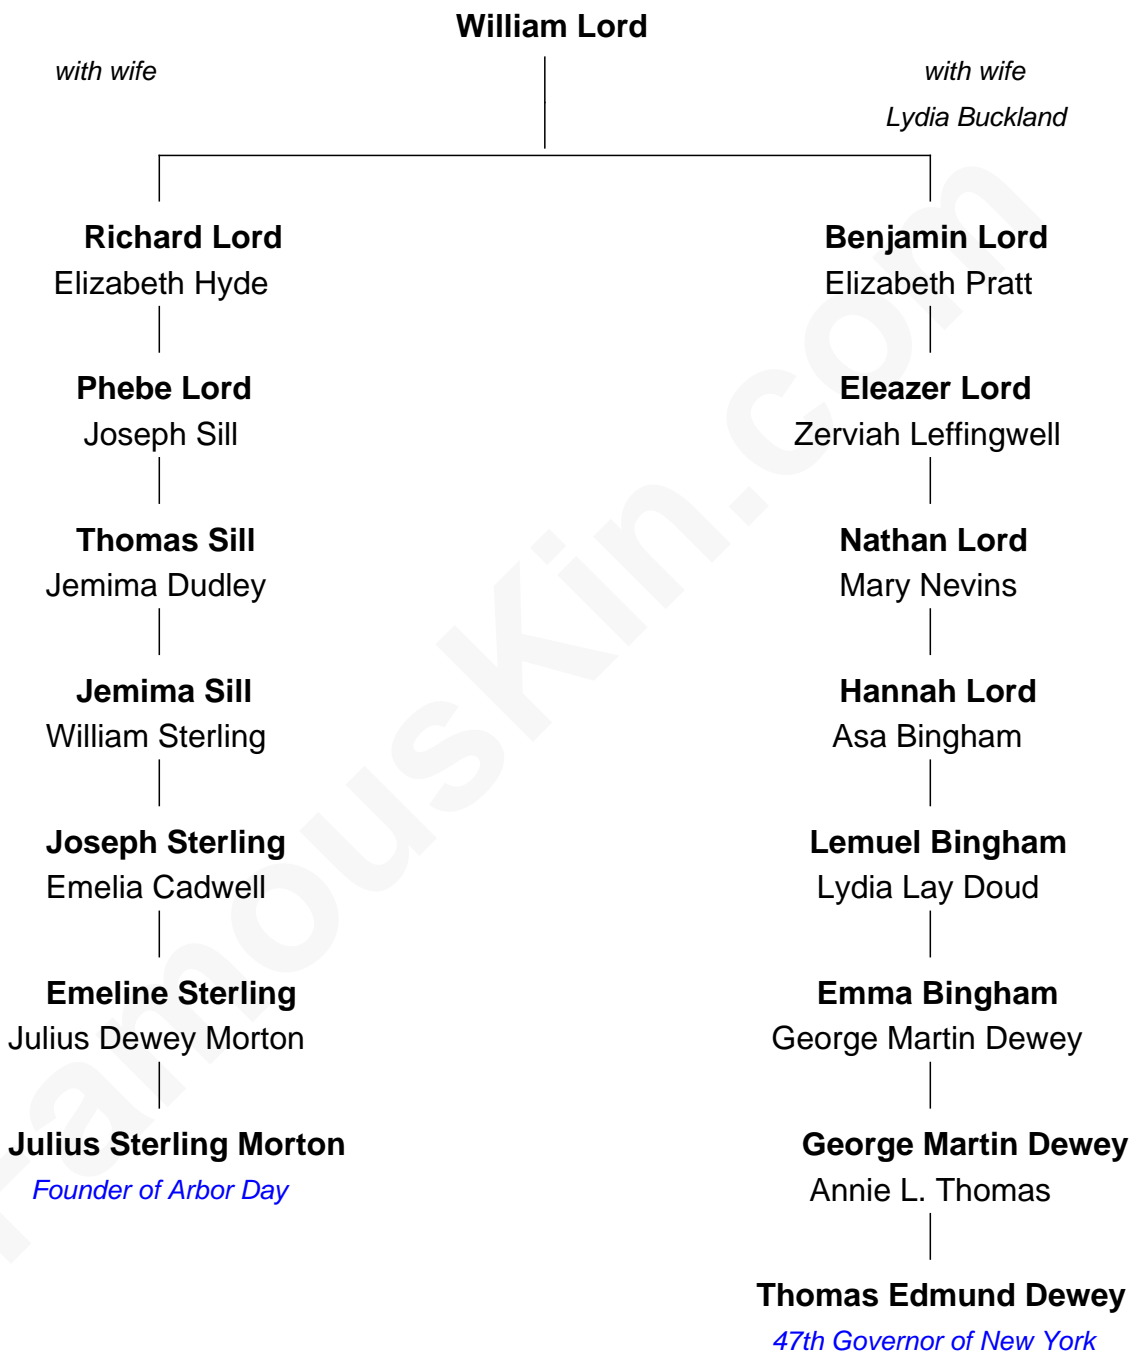 William Lord
with wife
with wife
Lydia Buckland
Richard Lord
Elizabeth Hyde
Benjamin Lord
Elizabeth Pratt
Phebe Lord
Joseph Sill
Eleazer Lord
Zerviah Leffingwell
Thomas Sill
Jemima Dudley
Nathan Lord
Mary Nevins
Jemima Sill
William Sterling
Hannah Lord
Asa Bingham
Joseph Sterling
Emelia Cadwell
Lemuel Bingham
Lydia Lay Doud
Emeline Sterling
Julius Dewey Morton
Emma Bingham
George Martin Dewey
Julius Sterling Morton
Founder of Arbor Day
George Martin Dewey
Annie L. Thomas
Thomas Edmund Dewey
47th Governor of New York
FamousKin.com